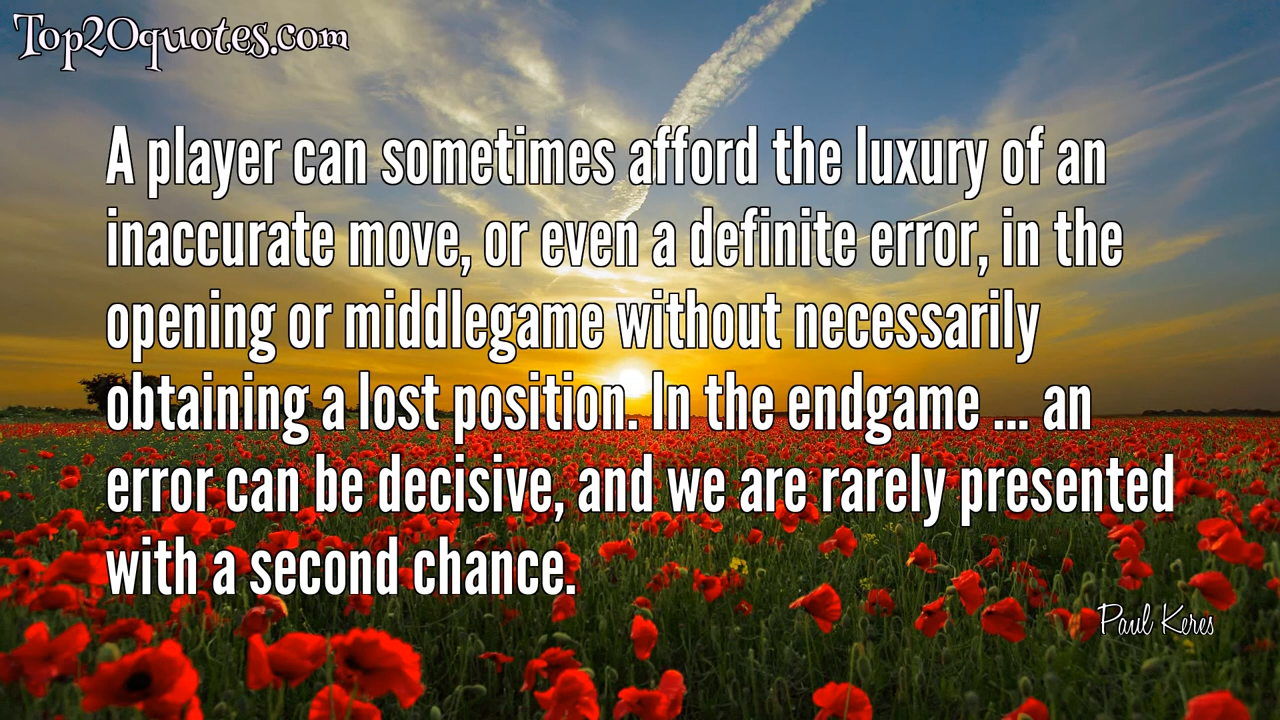 Top20quotes.com
A player can sometimes afford the luxury of an
inaccurate move, or even a definite error, in the
opening or middlegame without necessarily
obtaining a lost position. In the endgame ... an
error can be decisive, and we are rarely presented
with a second chance.
Paul Keres